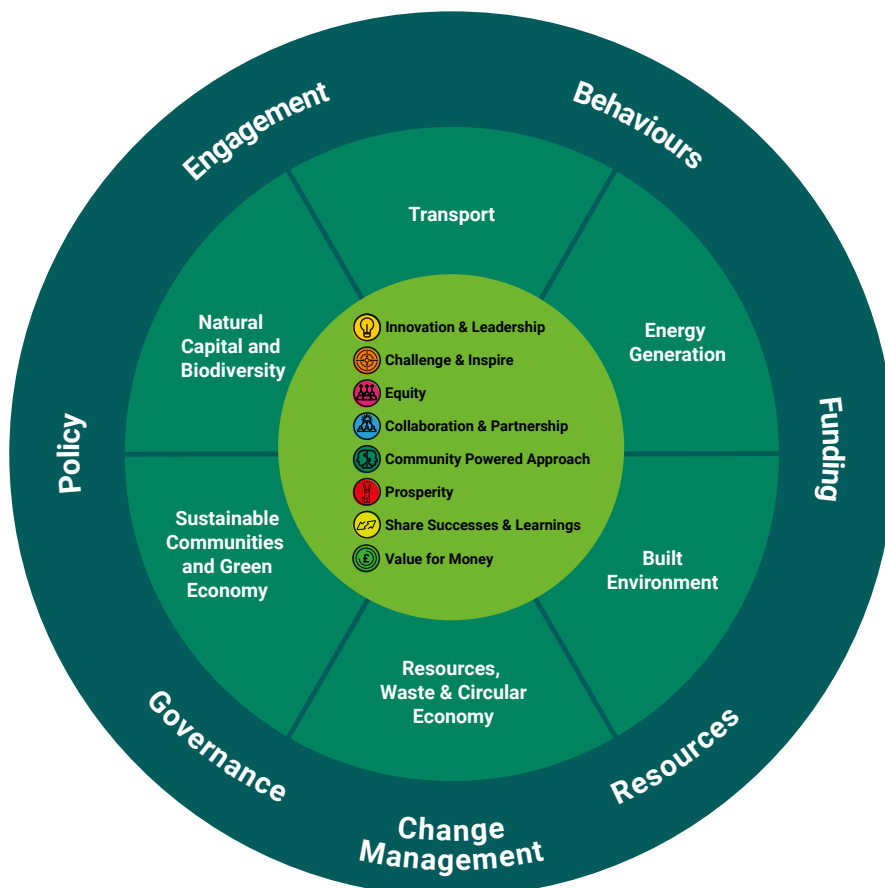 Engagement
Behaviours
Transport
Natural
Capital and
Biodiversity
Energy
Generation
Innovation & Leadership
Challenge & Inspire
Equity
Collaboration & Partnership
Community Powered Approach
Prosperity
Share Successes & Learnings
£
Value for Money
Policy
Funding
Sustainable
Communities
and Green
Economy
Built
Environment
Resources,
Waste & Circular
Economy
Governance
Resources
Change
Management